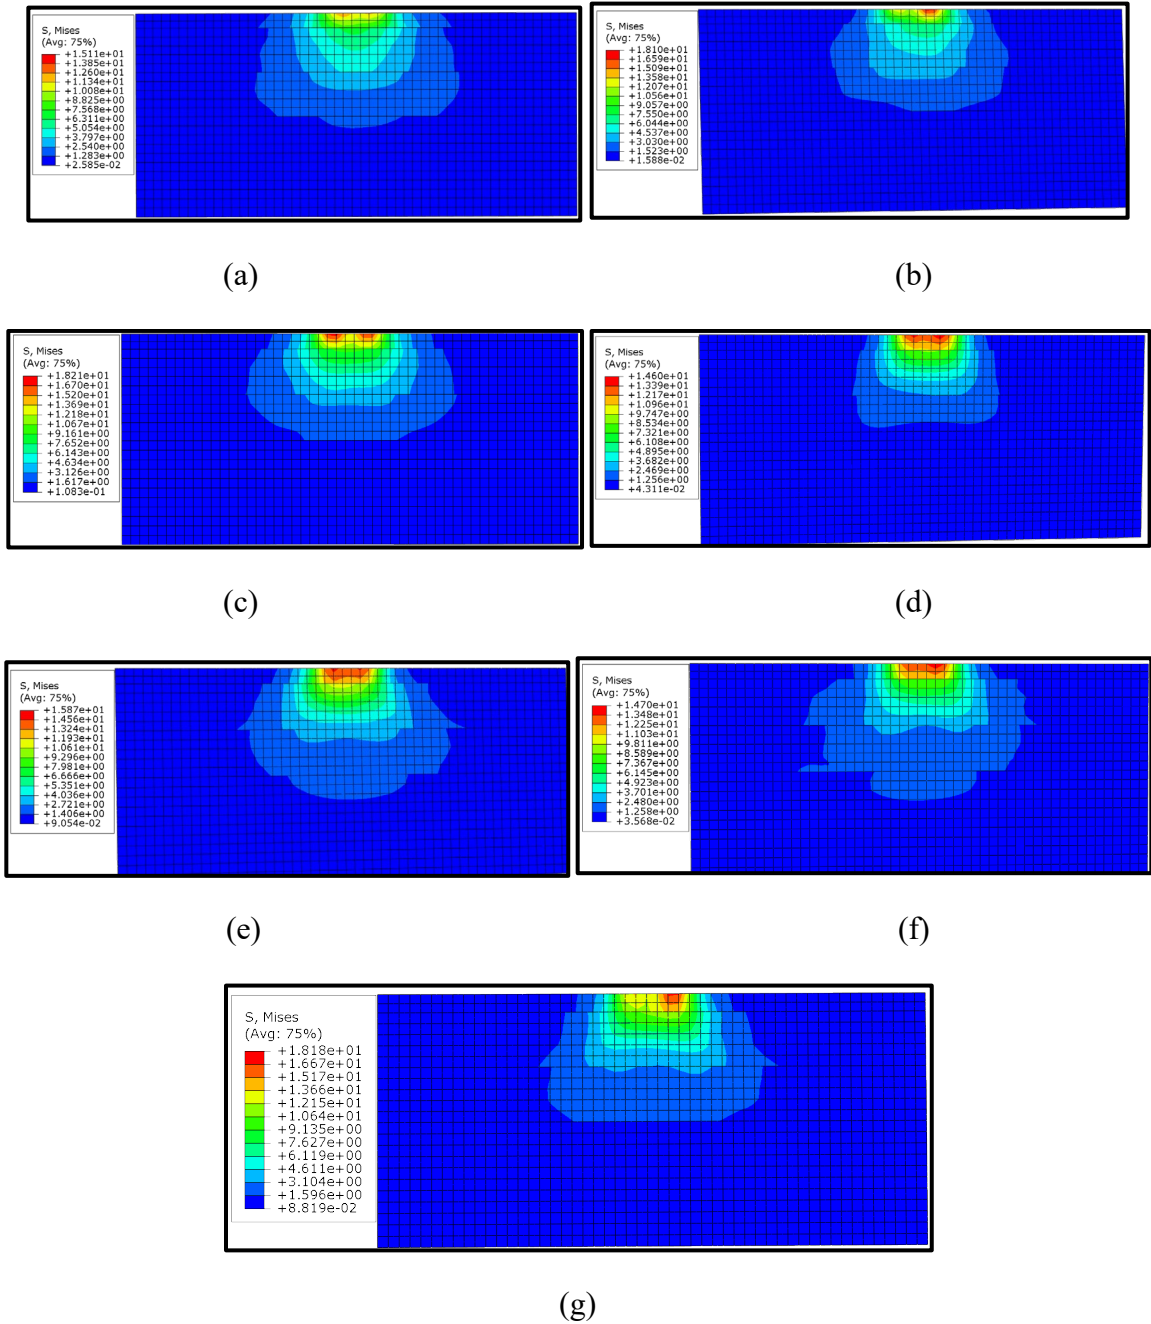 S, Mises
(Avg: 75%)
+1.511e+01
+1.385e+01
+1.260e+01
+1.134e+01
+1.008e+01
+8.825e+00
+7.568e+00
+6.311e+00
+5.054e+00
+3.797e+00
+2.540e+00
+1.283e+00
+2.585e-02
(a)
S, Mises
(Avg: 75%)
+1.810e+01
+1.659e+01
+1.509e+01
+1.358e+01
+1.207e+01
+1.056e+01
+9.057e+00
+7.550e+00
+6.044e+00
+4.537e+00
+3.030e+00
+1.523e+00
+1.588e-02
(b)
S, Mises
(Avg: 75%)
+1.821e+01
+1.670e+01
+1.520e+01
+1.369e+01
+1.218e+01
+1.067e+01
+9.161e+00
+7.652e+00
+6.143e+00
+4.634e+00
+3.126e+00
+1.617e+00
+1.083e-01
(c)
S, Mises
(Avg: 75%)
+1.460e+01
+1.339e+01
+1.217e+01
+1.096e+01
+9.747e+00
+8.534e+00
+7.321e+00
+6.108e+00
+4.895e+00
+3.682e+00
+2.469e+00
+1.256e+00
+4.311e-02
(d)
S, Mises
(Avg: 75%)
+1.587e+01
+1.456e+01
+1.324e+01
+1.193e+01
+1.061e+01
+9.296e+00
+7.981e+00
+6.666e+00
+5.351e+00
+4.036e+00
+2.721e+00
+1.406e+00
+9.054e-02
(e)
S, Mises
(Avg: 75%)
+1.470e+01
+1.348e+01
+1.225e+01
+1.103e+01
+9.811e+00
+8.589e+00
+7.367e+00
+6.145e+00
+4.923e+00
+3.701e+00
+2.480e+00
+1.258e+00
+3.568e-02
(f)
S, Mises
(Avg: 75%)
+1.818e+01
+1.667e+01
+1.517e+01
+1.366e+01
+1.215e+01
+1.064e+01
+9.135e+00
+7.627e+00
+6.119e+00
+4.611e+00
+3.104e+00
+1.596e+00
+8.819e-02
(g)